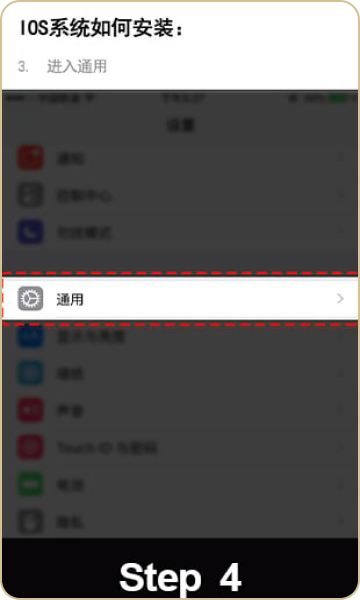 IOS系统如何安装：
3. 进入通用
设置
通知
控制中心
勿扰模式
通用
显示与亮度
墙纸
声音
Touch ID 与密码
电池
隐私
Step 4